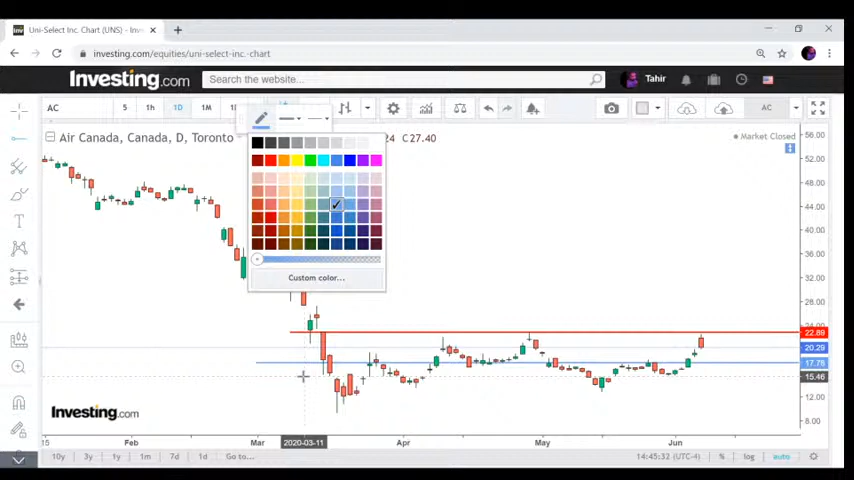 Uni-Select Inc. Chart (UNS) - Inve
investing.com/equities/uni-select-inc.-chart
Investing.com
Search the website...
Tahir
AC
5
1h
1D
1M
AC
Air Canada, Canada, D, Toronto
24 C27.40
Market Closed
56.00
52.00
48.00
44.00
40.00
36.00
32.00
28.00
24.00
22.89
20.29
17.78
15.46
12.00
8.00
Custom color...
Investing.com
15
Feb
Mar
2020-03-11
Apr
May
Jun
10y
3y
1y
1m
7d
1d
Go to...
14:45:32 (UTC-4)
%
log
auto